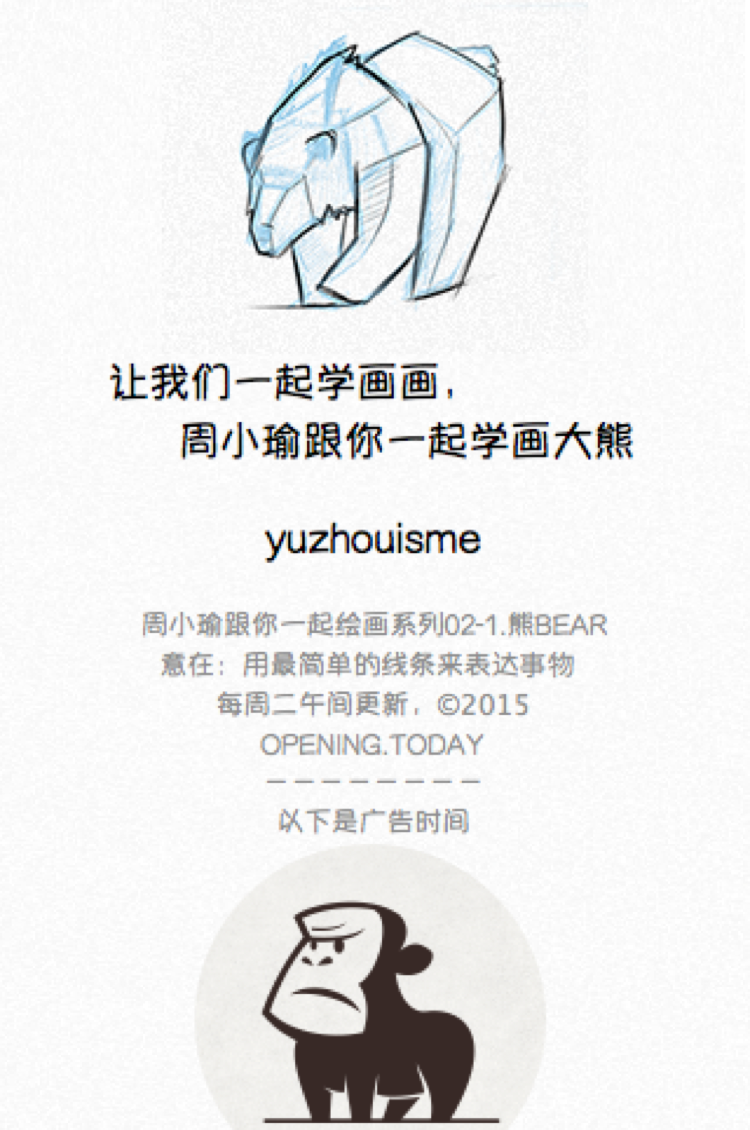 让我们一起学画画，
周小瑜跟你一起学画大熊
yuzhouisme
周小瑜跟你一起绘画系列02-1.熊BEAR
意在：用最简单的线条来表达事物
每周二午间更新，©2015
OPENING.TODAY
————————
以下是广告时间